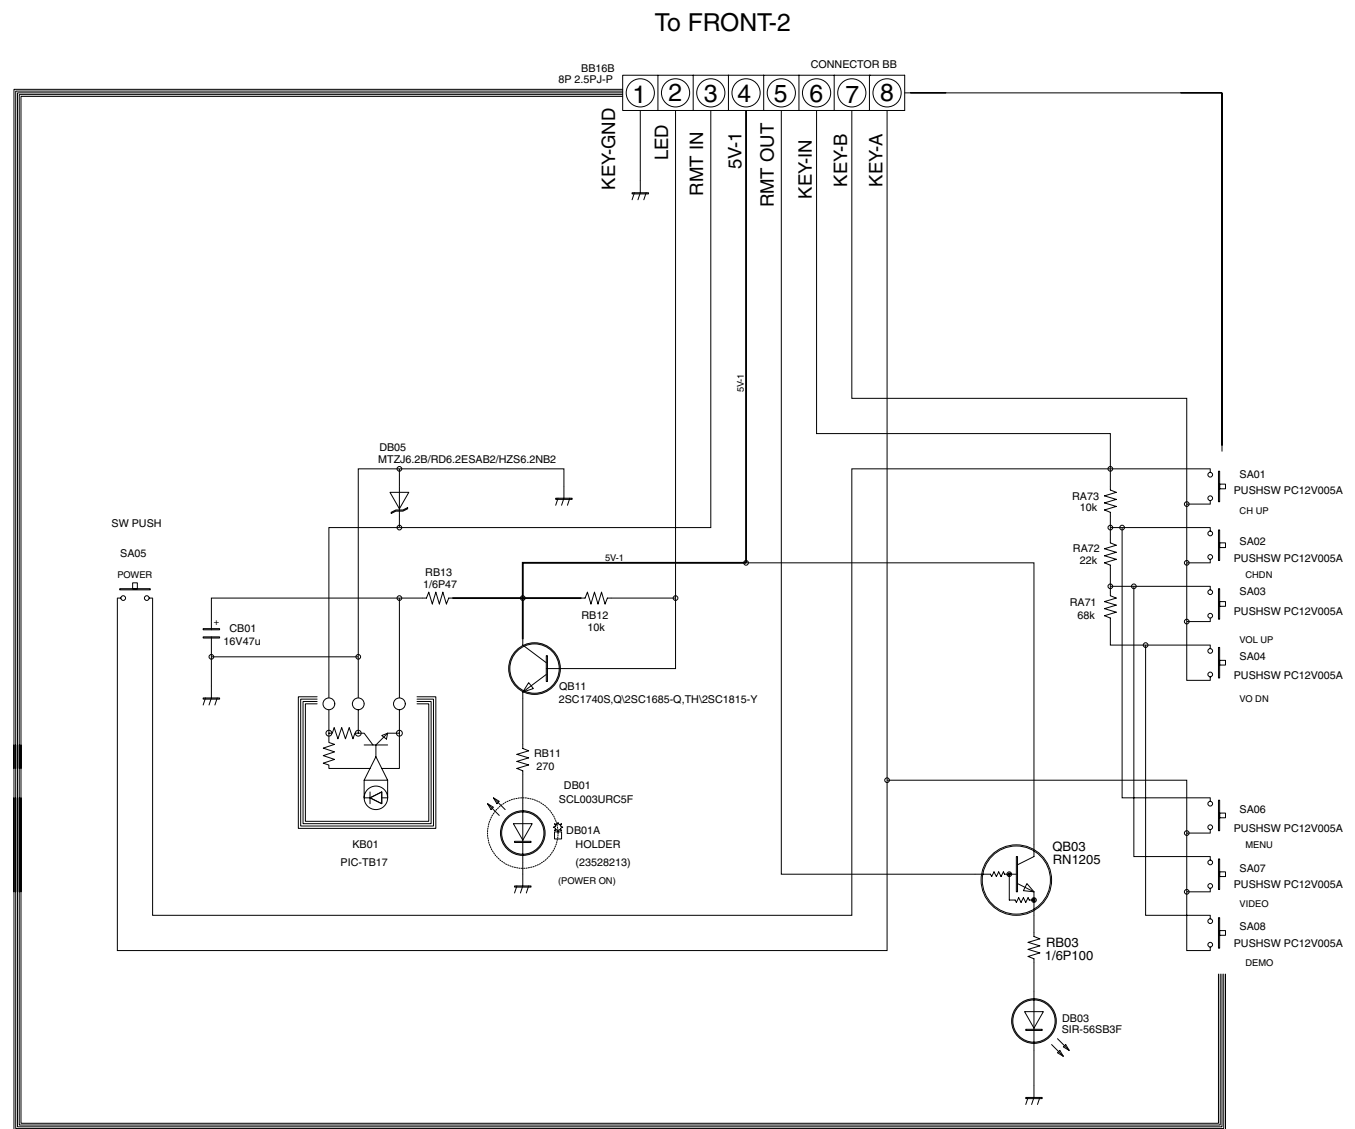 To FRONT-2
BB16B
8P 2.5PJ-P
CONNECTOR BB
1 2 3 4 5 6 7 8
KEY-GND
LED
RMT IN
5V-1
RMT OUT
KEY-IN
KEY-B
KEY-A
5V-1
DB05
MTZJ6.2B/RD6.2ESAB2/HZS6.2NB2
SW PUSH
SA05
POWER
RB13
1/6P47
5V-1
RB12
10k
+
CB01
16V47u
QB11
2SC1740S,Q\2SC1685-Q,TH\2SC1815-Y
RB11
270
DB01
SCL003URC5F
DB01A
HOLDER
(23528213)
(POWER ON)
KB01
PIC-TB17
RA73
10k
RA72
22k
RA71
68k
SA01
PUSHSW PC12V005A
CH UP
SA02
PUSHSW PC12V005A
CHDN
SA03
PUSHSW PC12V005A
VOL UP
SA04
PUSHSW PC12V005A
VO DN
SA06
PUSHSW PC12V005A
MENU
SA07
PUSHSW PC12V005A
VIDEO
SA08
PUSHSW PC12V005A
DEMO
QB03
RN1205
RB03
1/6P100
DB03
SIR-56SB3F